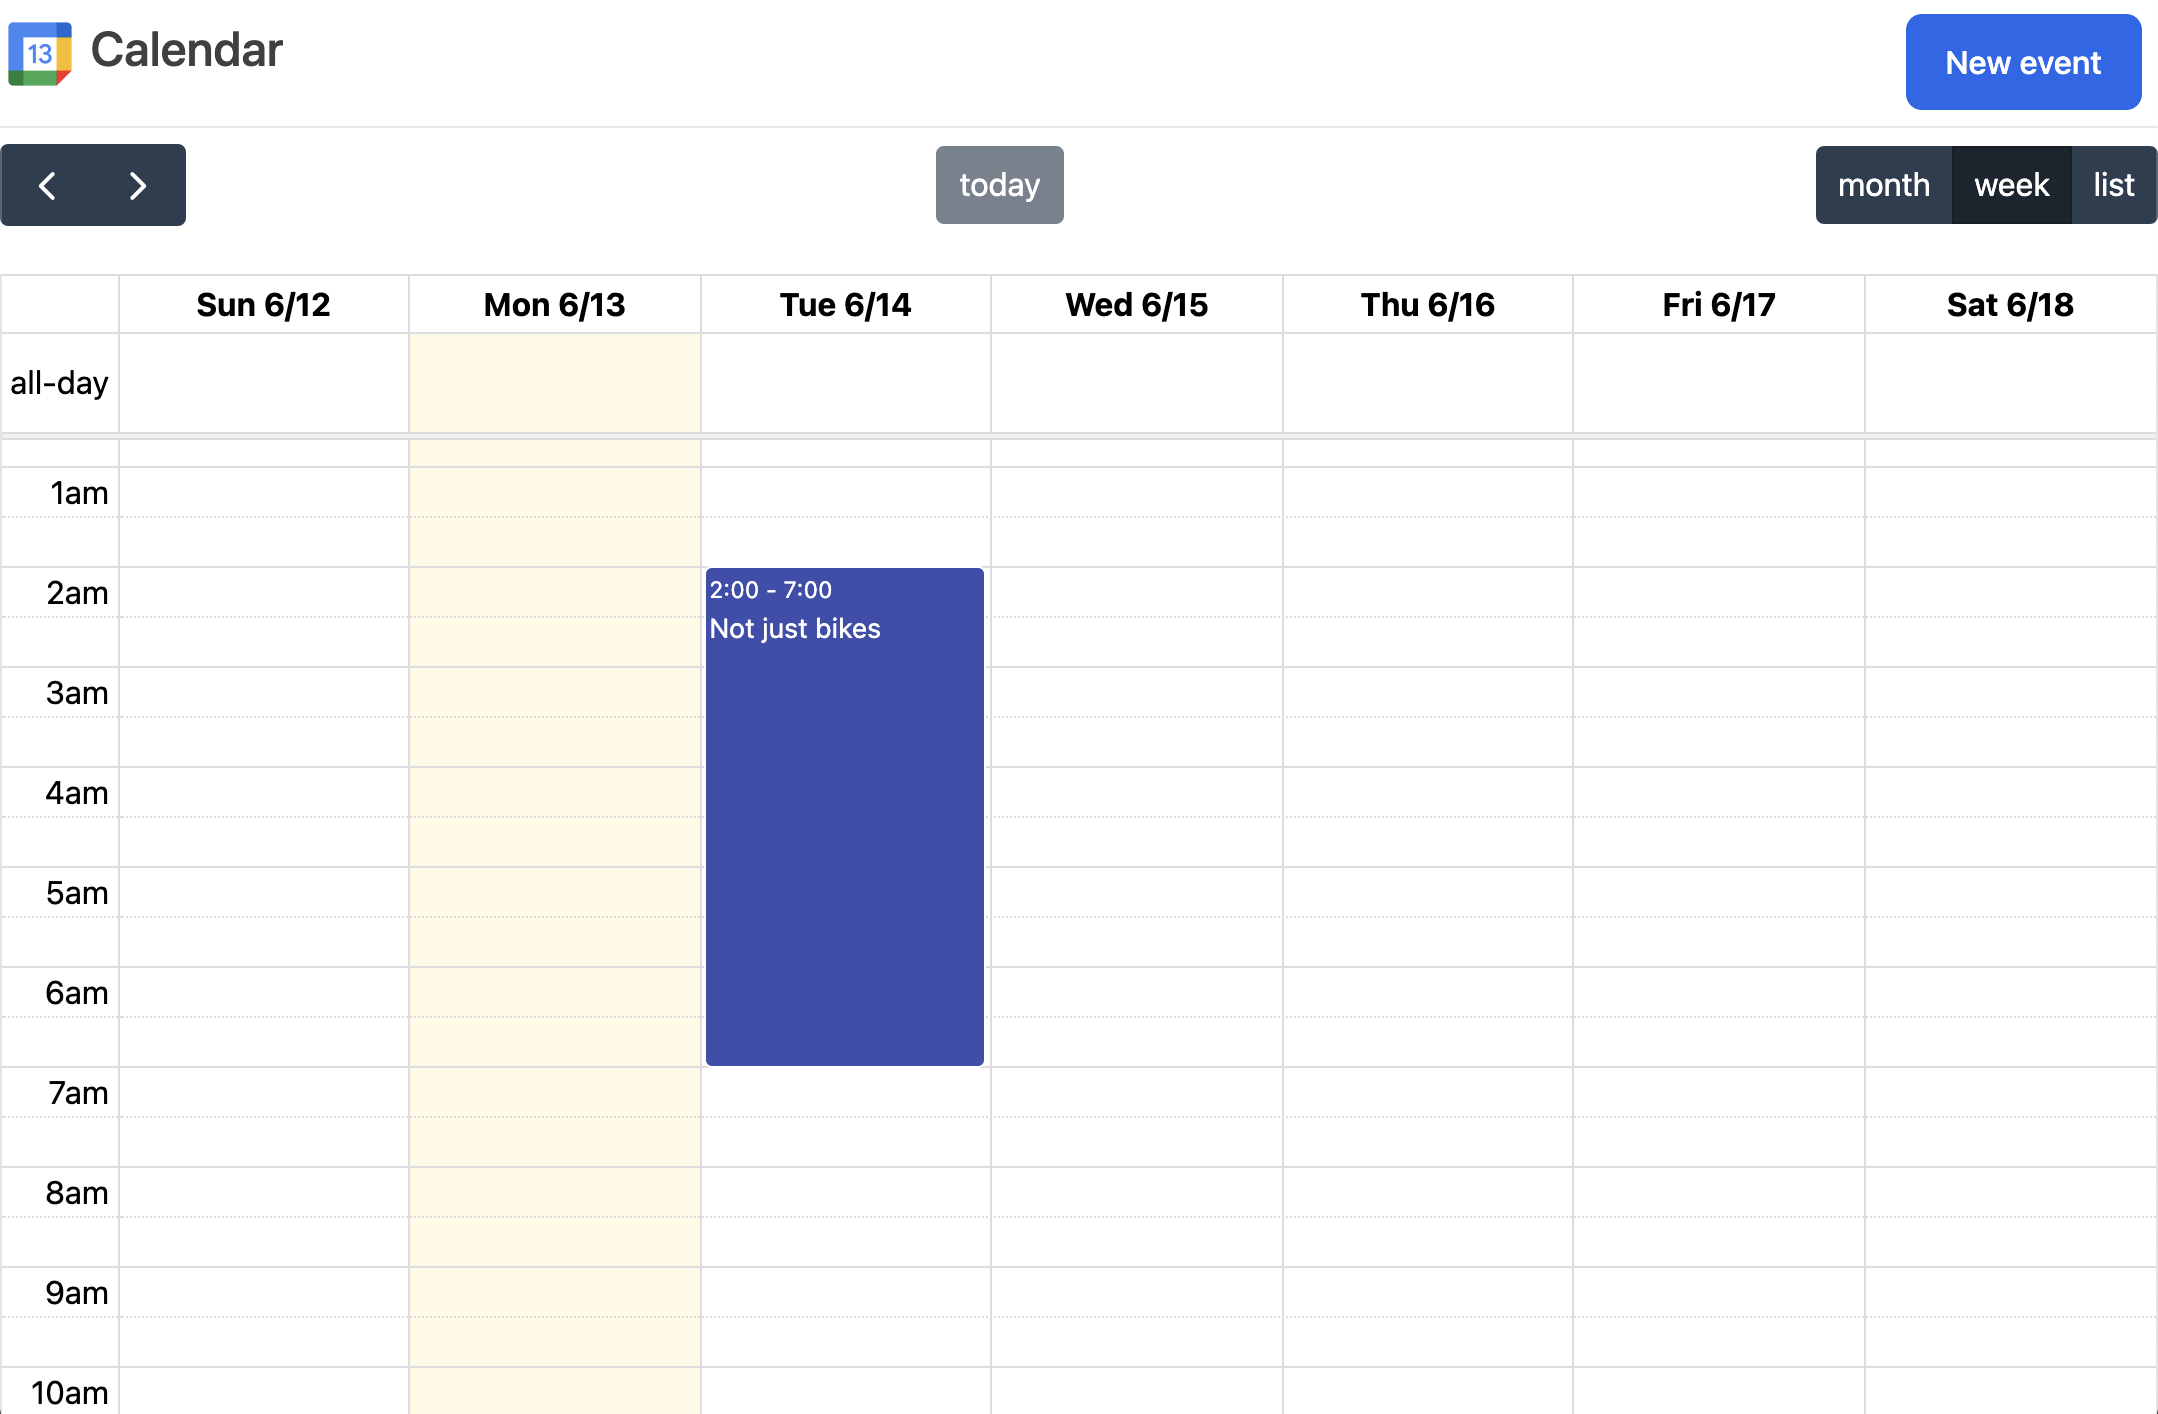 13 Calendar
New event
today
month week list
Sun 6/12 Mon 6/13 Tue 6/14 Wed 6/15 Thu 6/16 Fri 6/17 Sat 6/18
all-day
1am
2am
2:00 - 7:00
Not just bikes
3am
4am
5am
6am
7am
8am
9am
10am